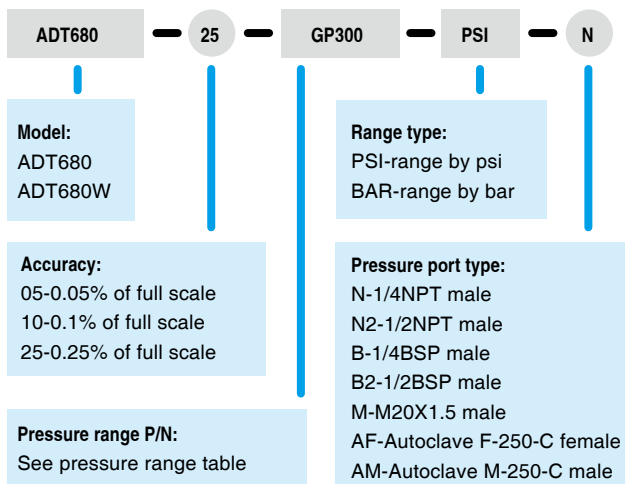 ADT680 25 GP300 PSI N
Model:
ADT680
ADT680W
Range type:
PSI-range by psi
BAR-range by bar
Accuracy:
05-0.05% of full scale
10-0.1% of full scale
25-0.25% of full scale
Pressure range P/N:
See pressure range table
Pressure port type:
N-1/4NPT male
N2-1/2NPT male
B-1/4BSP male
B2-1/2BSP male
M-M20X1.5 male
AF-Autoclave F-250-C female
AM-Autoclave M-250-C male